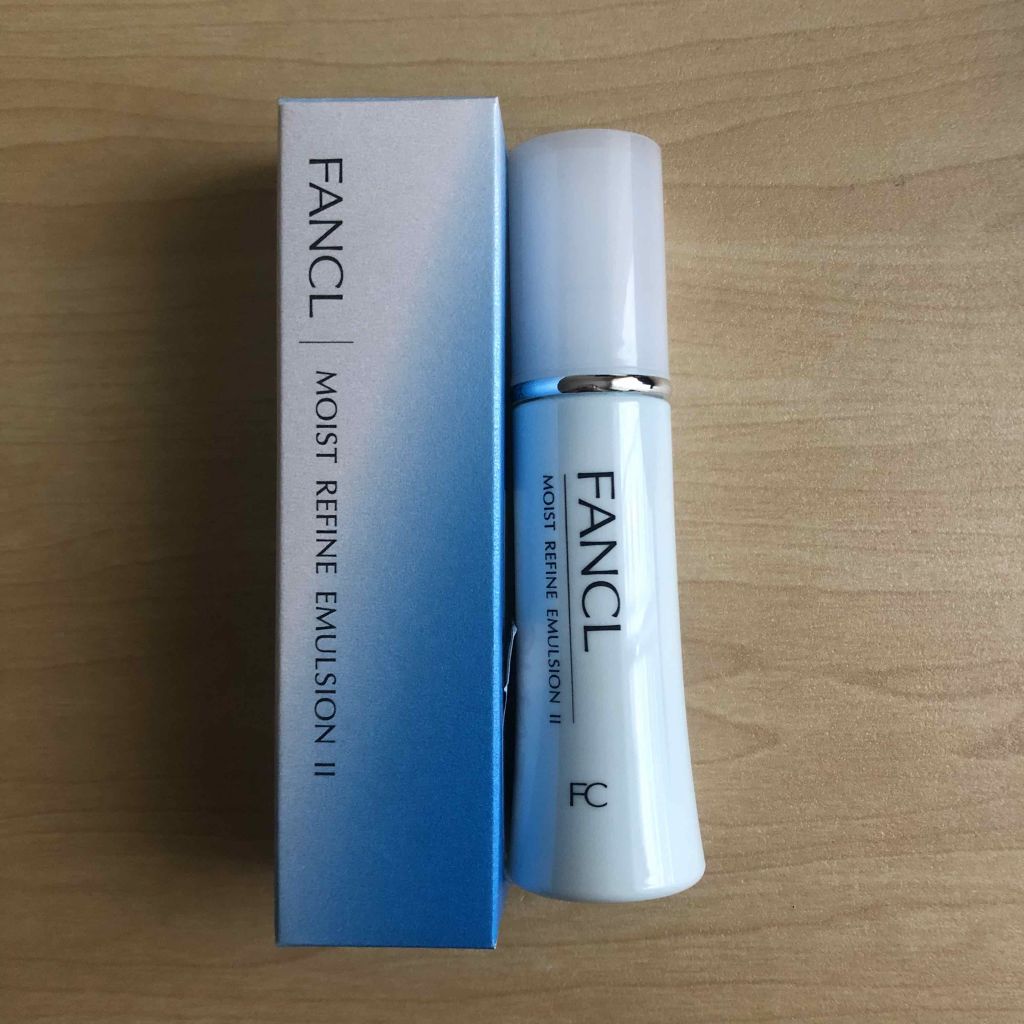 FANCL | MOIST REFINE EMULSION II
FANCL
MOIST REFINE EMULSION II
FC